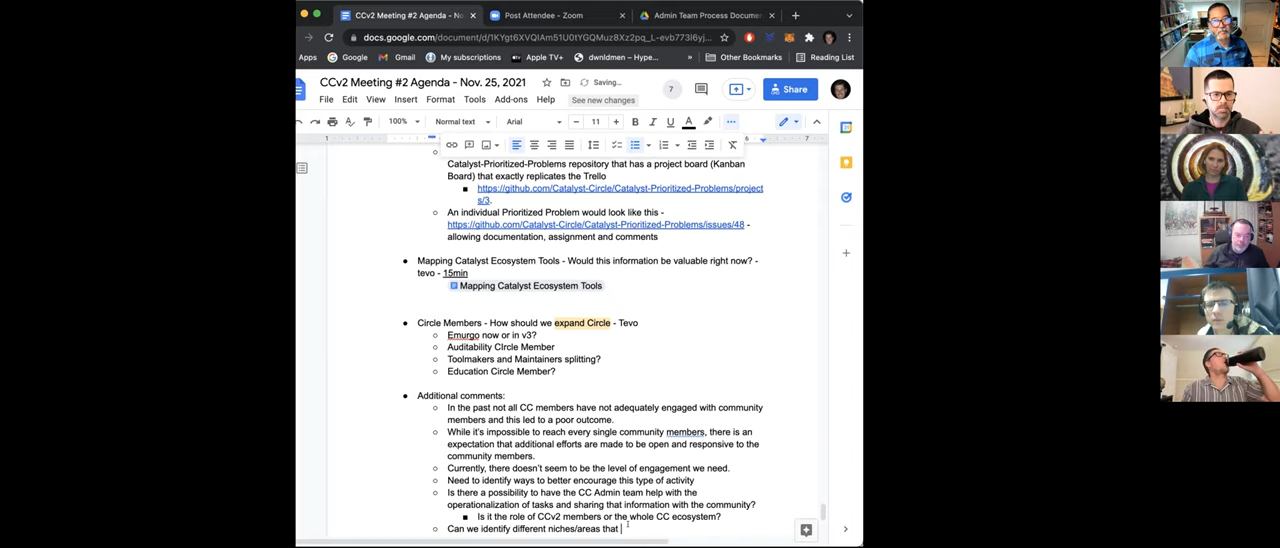 CCv2 Meeting #2 Agenda - No
Post Attendee - Zoom
Admin Team Process Docume
docs.google.com/document/d/1KYgt6XVQIAm51U0tYGQMuz8Xz2pq_L-evb773l6yj...
Apps
Google
Gmail
My subscriptions
Apple TV+
dwnldmen – Hype...
»
Other Bookmarks
Reading List
CCv2 Meeting #2 Agenda - Nov. 25, 2021
Saving...
7
Share
File Edit View Insert Format Tools Add-ons Help
See new changes
100%
Normal text
Arial
11
B I U A
1
6
7
Catalyst-Prioritized-Problems repository that has a project board (Kanban
Board) that exactly replicates the Trello
https://github.com/Catalyst-Circle/Catalyst-Prioritized-Problems/project
s/3.
An individual Prioritized Problem would look like this -
https://github.com/Catalyst-Circle/Catalyst-Prioritized-Problems/issues/48 -
allowing documentation, assignment and comments
Mapping Catalyst Ecosystem Tools - Would this information be valuable right now? -
tevo - 15min
Mapping Catalyst Ecosystem Tools
Circle Members - How should we expand Circle - Tevo
Emurgo now or in v3?
Auditability CIrcle Member
Toolmakers and Maintainers splitting?
Education Circle Member?
Additional comments:
In the past not all CC members have not adequately engaged with community
members and this led to a poor outcome.
While it's impossible to reach every single community members, there is an
expectation that additional efforts are made to be open and responsive to the
community members.
Currently, there doesn't seem to be the level of engagement we need.
Need to identify ways to better encourage this type of activity
Is there a possibility to have the CC Admin team help with the
operationalization of tasks and sharing that information with the community?
Is it the role of CCv2 members or the whole CC ecosystem?
Can we identify different niches/areas that